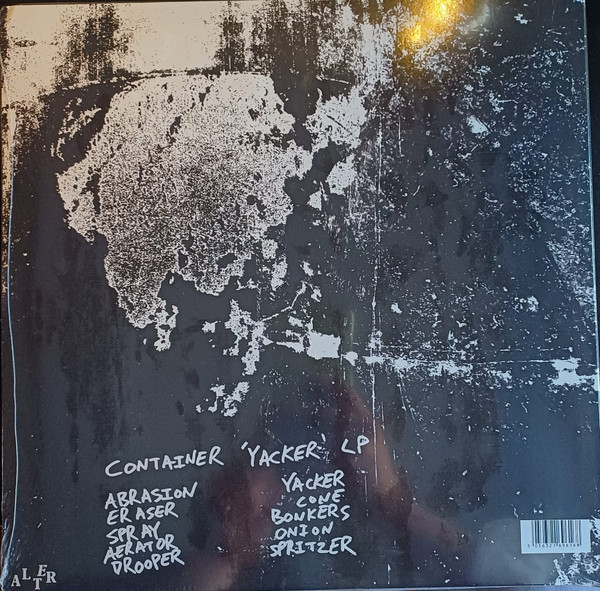 CONTAINER 'YACKER' LP
ABRASION
ERASER
SPRAY
AERATOR
DROOPER
YACKER
CONE
BONKERS
ONION
SPRITZER
ALTER